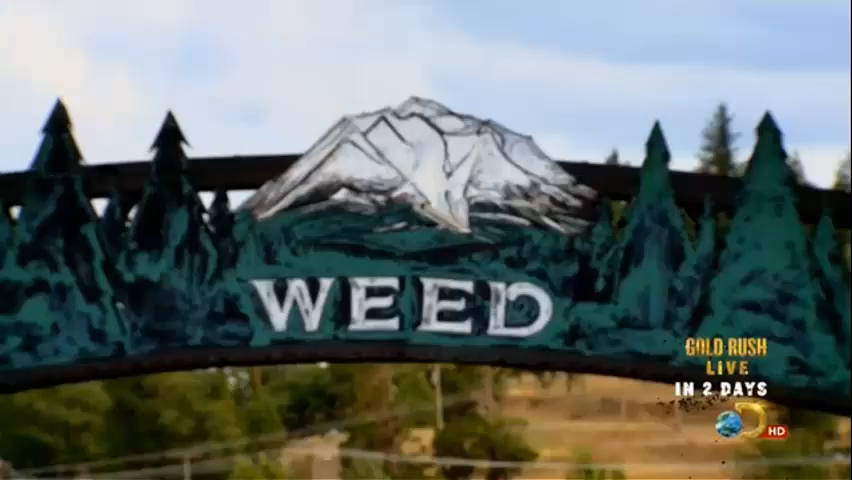 WEED
GOLD RUSH
LIVE
IN 2 DAYS
D
HD